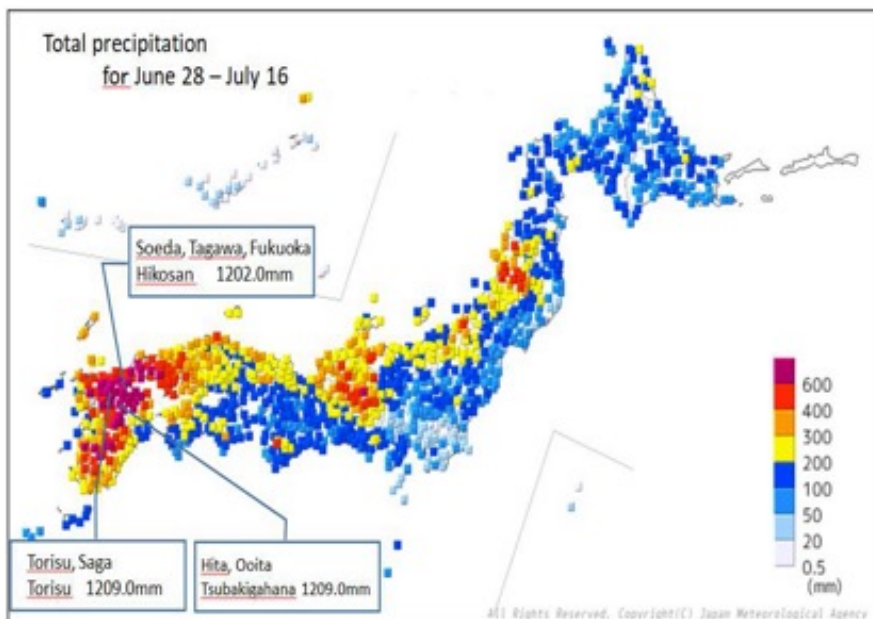 Total precipitation
for June 28 – July 16
Soeda, Tagawa, Fukuoka
Hikosan 1202.0mm
600
400
300
200
100
50
20
0.5
(mm)
Torisu, Saga
Torisu 1209.0mm
Hita, Ooita
Tsubakigahana 1209.0mm
All Rights Reserved. Copyright(C) Japan Meteorological Agency